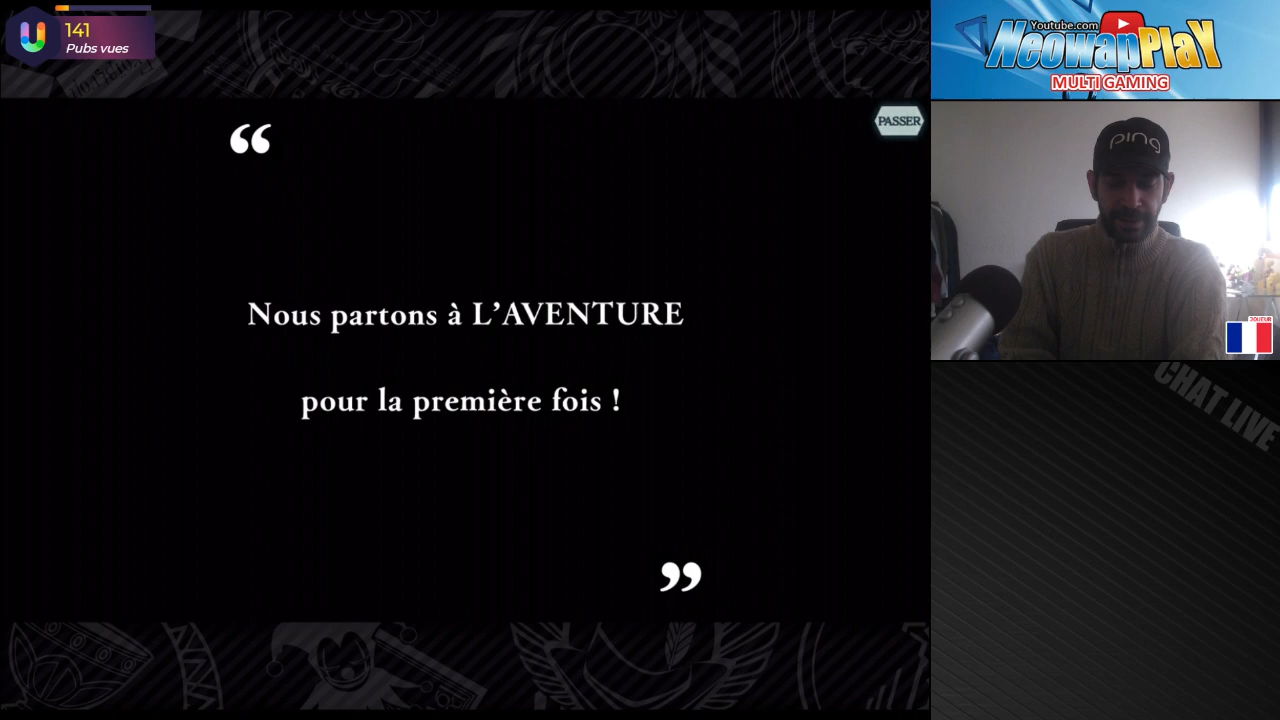 141
Pubs vues
PASSER
“
Nous partons à L’AVENTURE
pour la première fois !
”
Youtube.com
NeowapPlaY
MULTI GAMING
ping
JOUEUR
CHAT LIVE